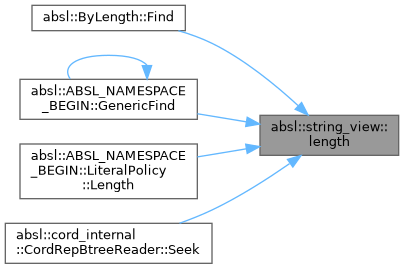 absl::ByLength::Find
absl::ABSL_NAMESPACE
_BEGIN::GenericFind
absl::string_view::
length
absl::ABSL_NAMESPACE
_BEGIN::LiteralPolicy
::Length
absl::cord_internal
::CordRepBtreeReader::Seek